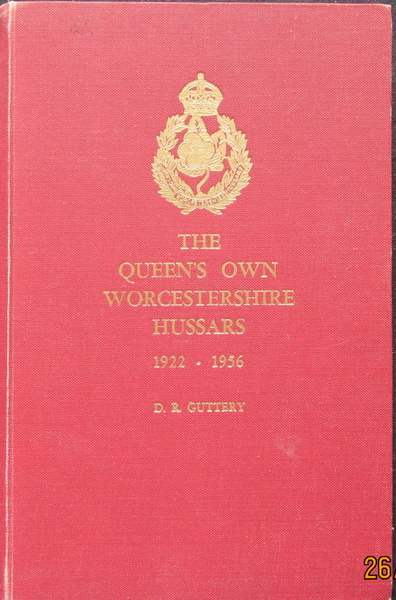 THE
QUEEN'S OWN
WORCESTERSHIRE
HUSSARS
1922 - 1956
D. R. GUTTERY
26